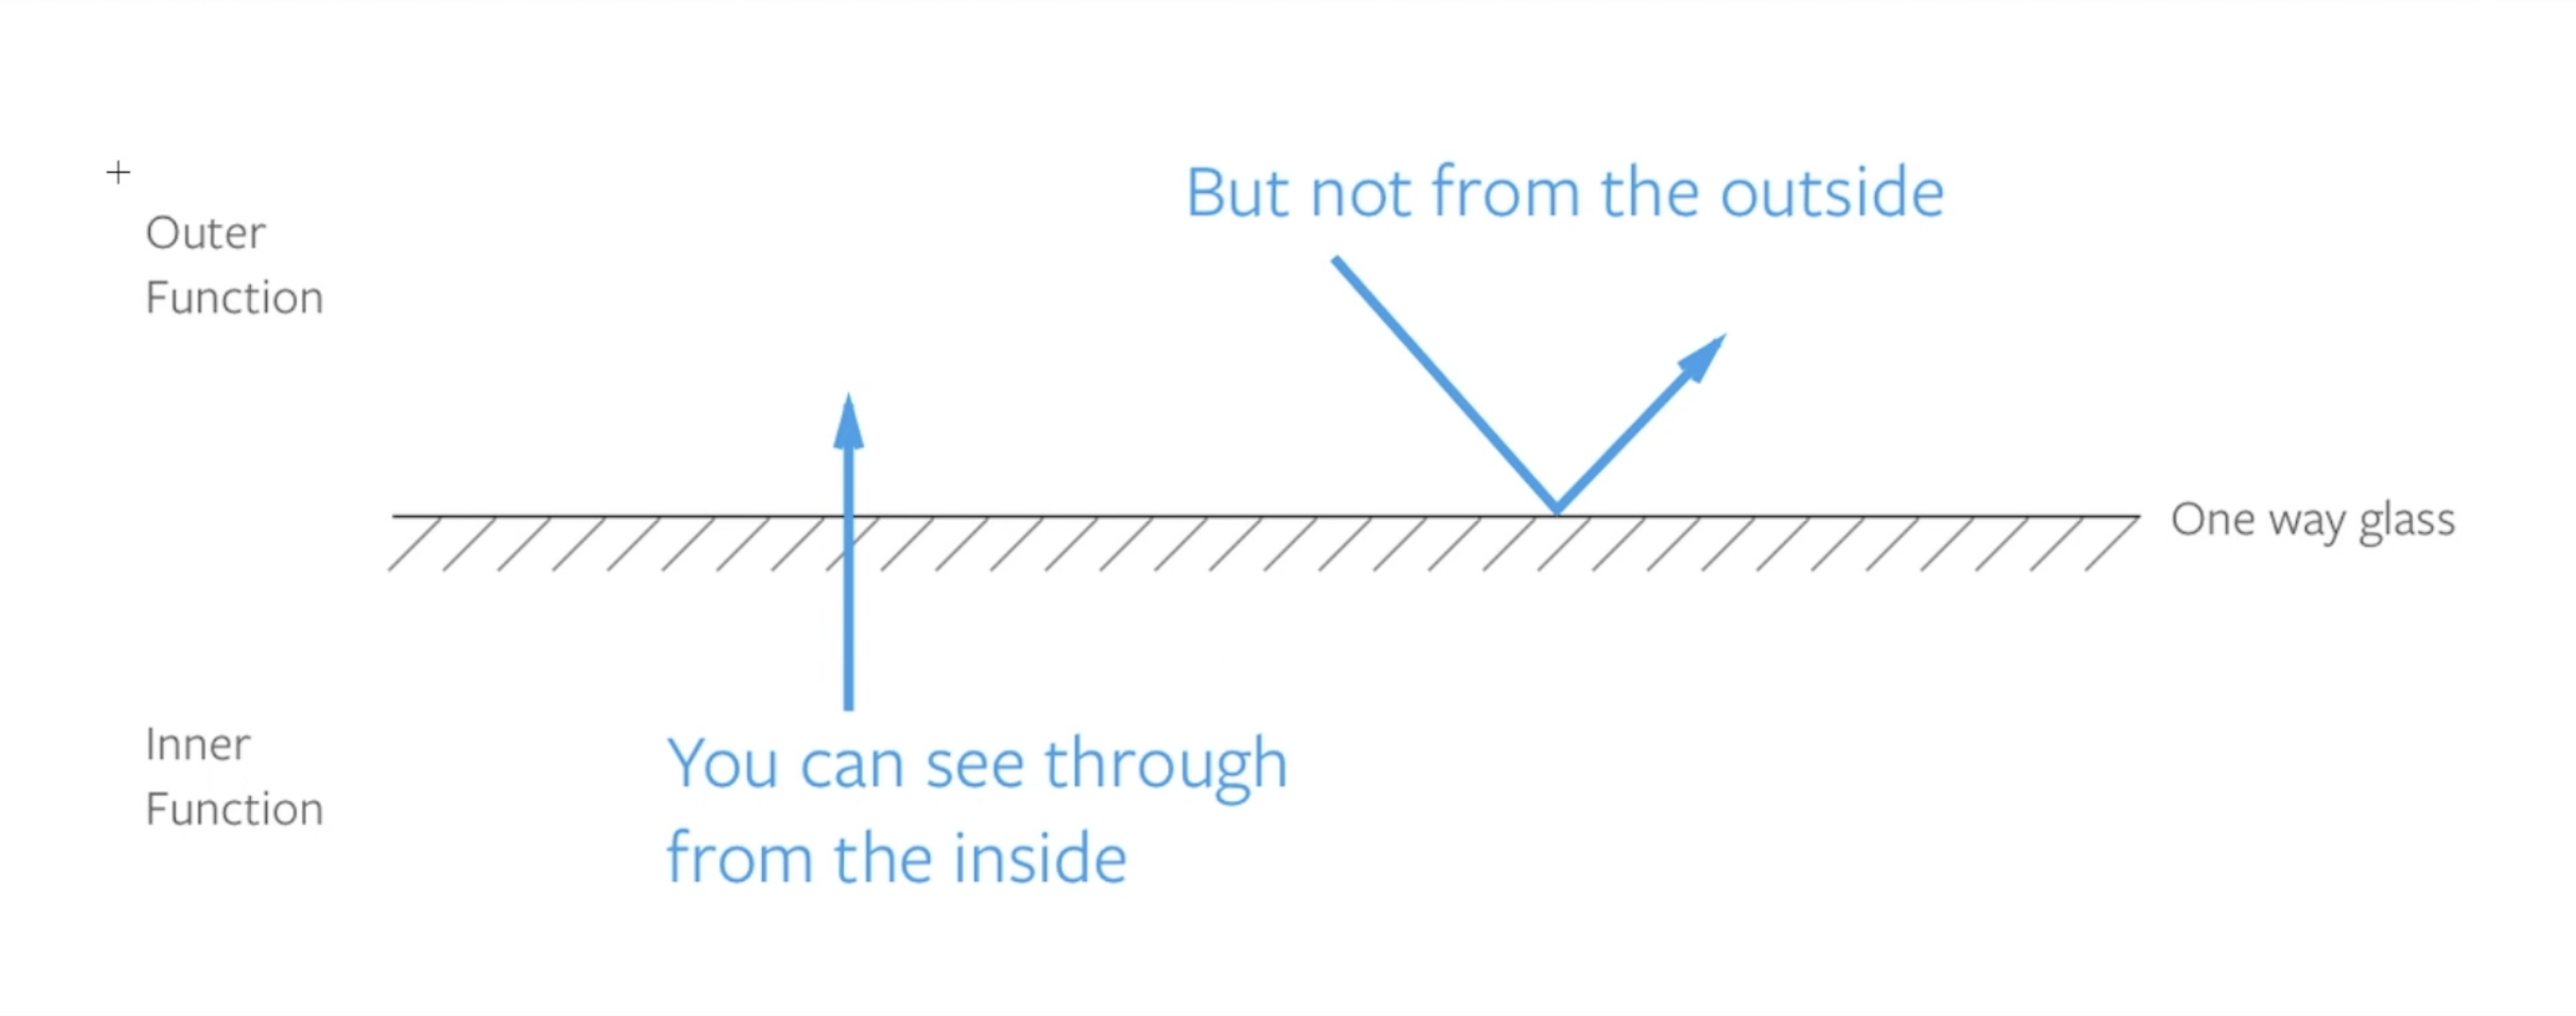 But not from the outside
Outer
Function
One way glass
Inner
Function
You can see through
from the inside